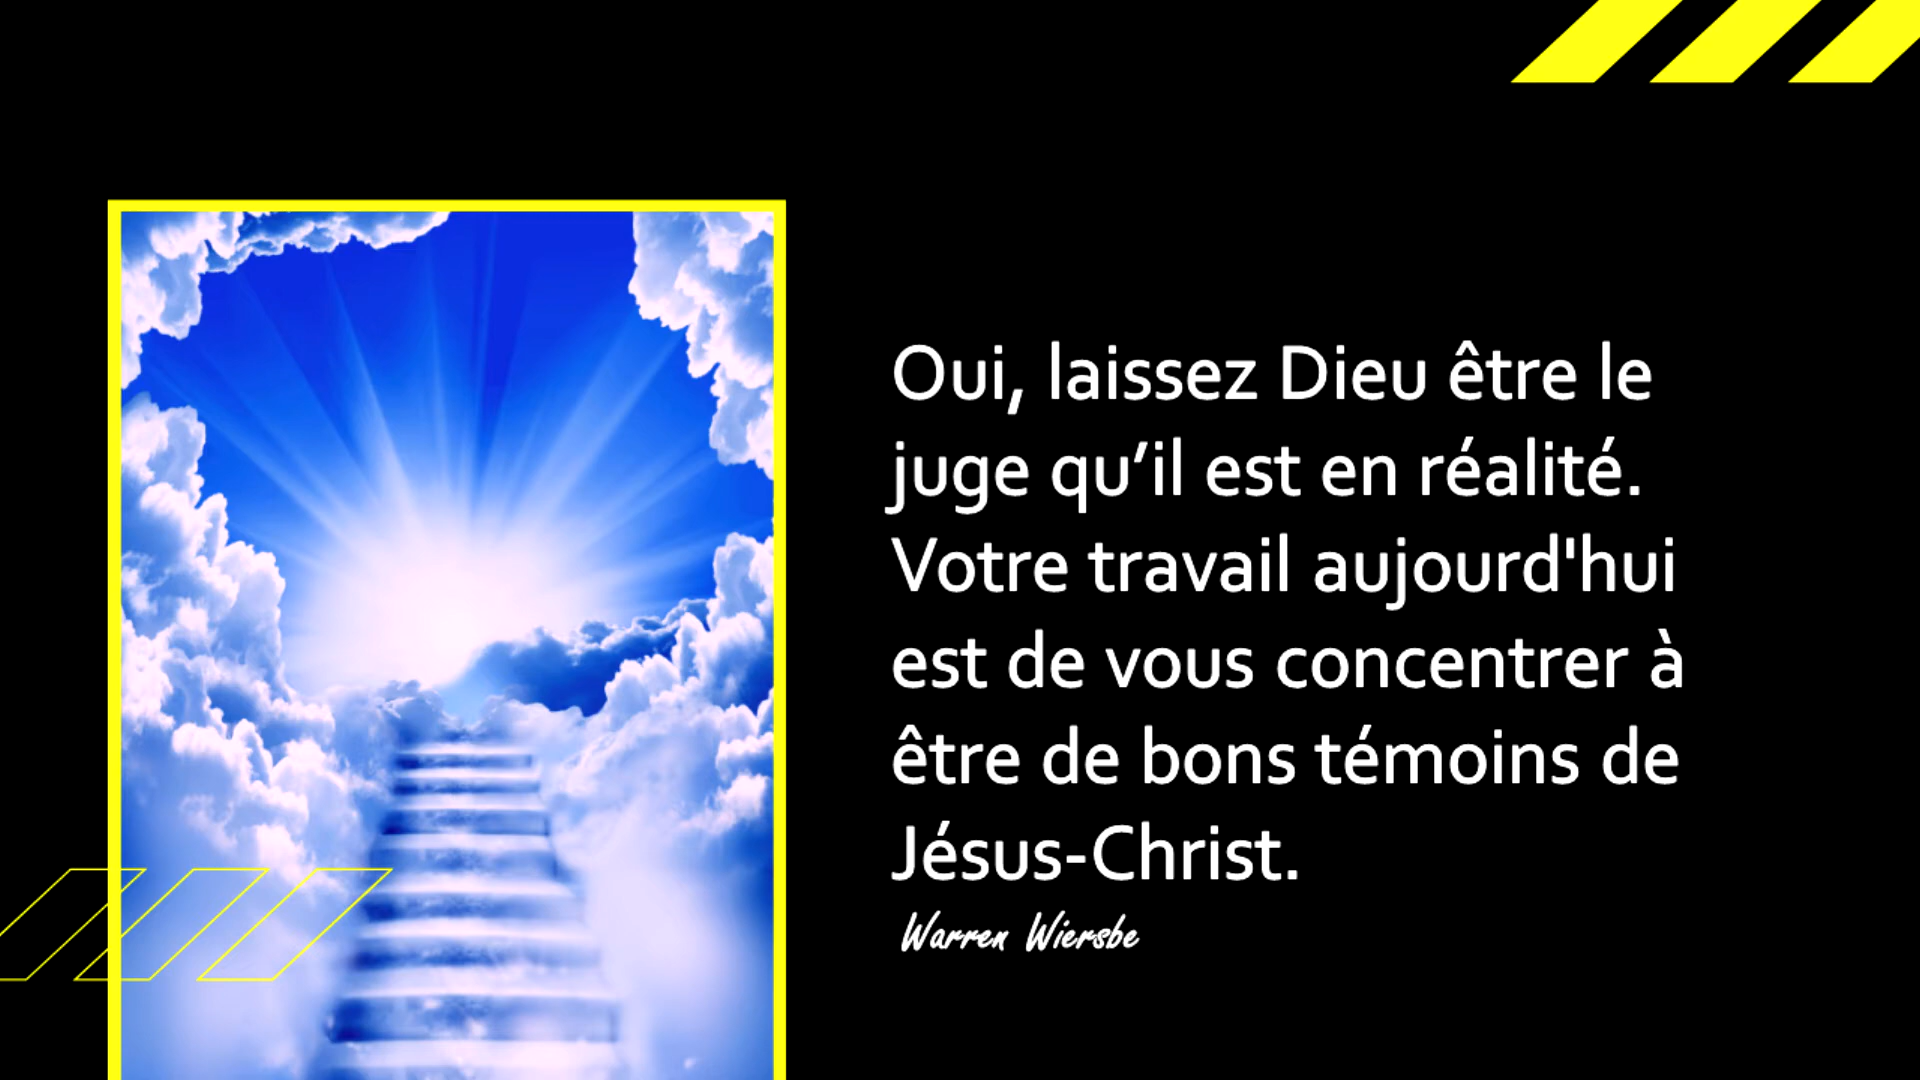 Oui, laissez Dieu être le
juge qu’il est en réalité.
Votre travail aujourd'hui
est de vous concentrer à
être de bons témoins de
Jésus-Christ.
Warren Wiersbe